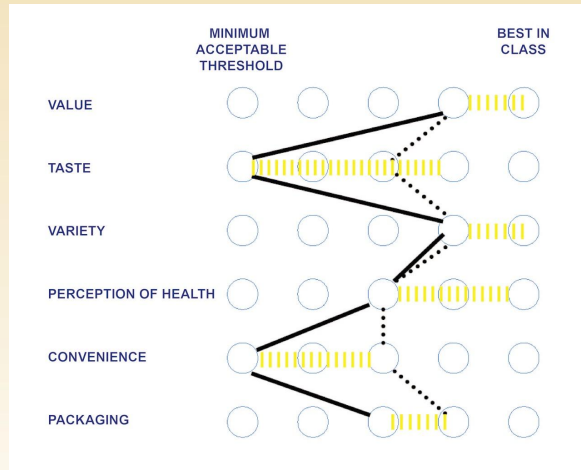 MINIMUM
ACCEPTABLE
THRESHOLD
BEST IN
CLASS
VALUE
TASTE
VARIETY
PERCEPTION OF HEALTH
CONVENIENCE
PACKAGING